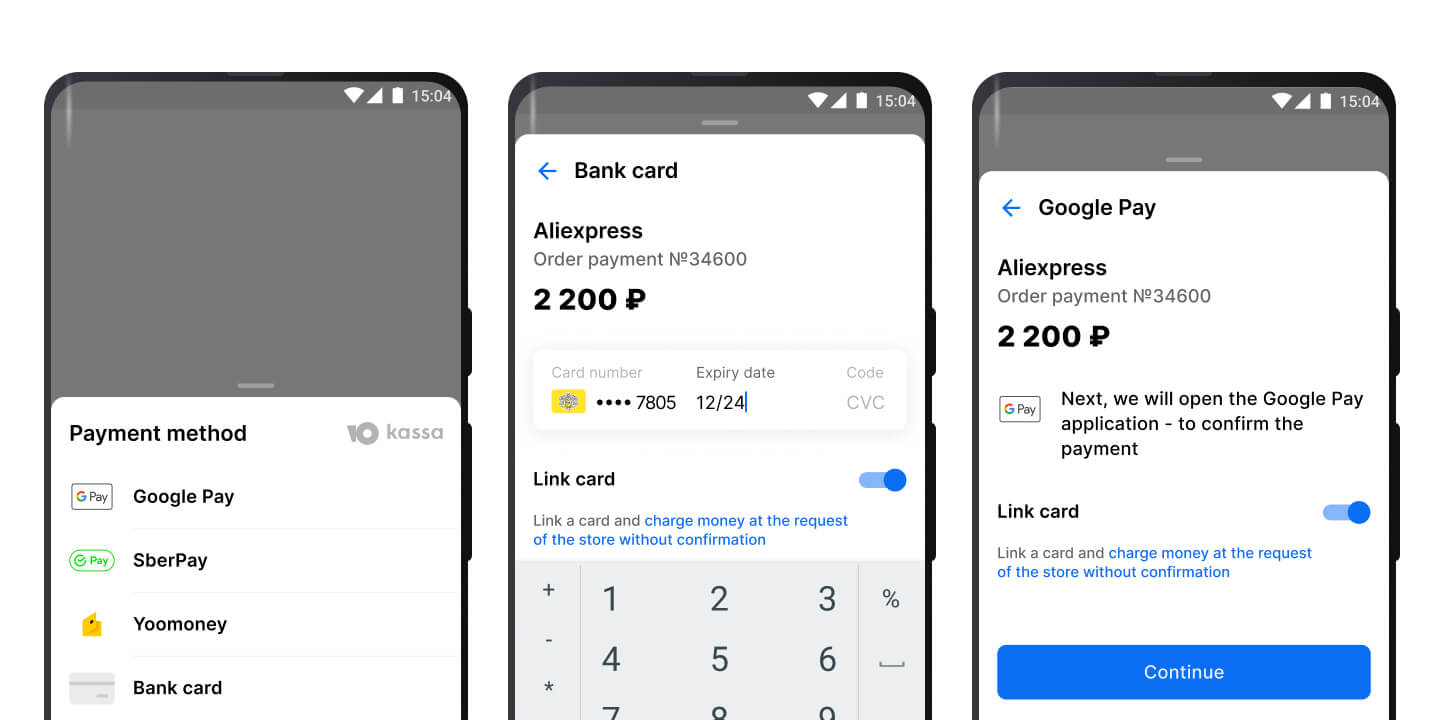 15:04
Payment method
kassa
G Pay
Google Pay
Pay
SberPay
Yoomoney
Bank card
15:04
Bank card
Aliexpress
Order payment №34600
2 200 ₽
Card number Expiry date Code
•••• 7805 12/24 CVC
Link card
Link a card and charge money at the request
of the store without confirmation
+ 1 2 3 %
- 4 5 6
* 7 8 9
15:04
Google Pay
Aliexpress
Order payment №34600
2 200 ₽
G Pay
Next, we will open the Google Pay
application - to confirm the
payment
Link card
Link a card and charge money at the request
of the store without confirmation
Continue